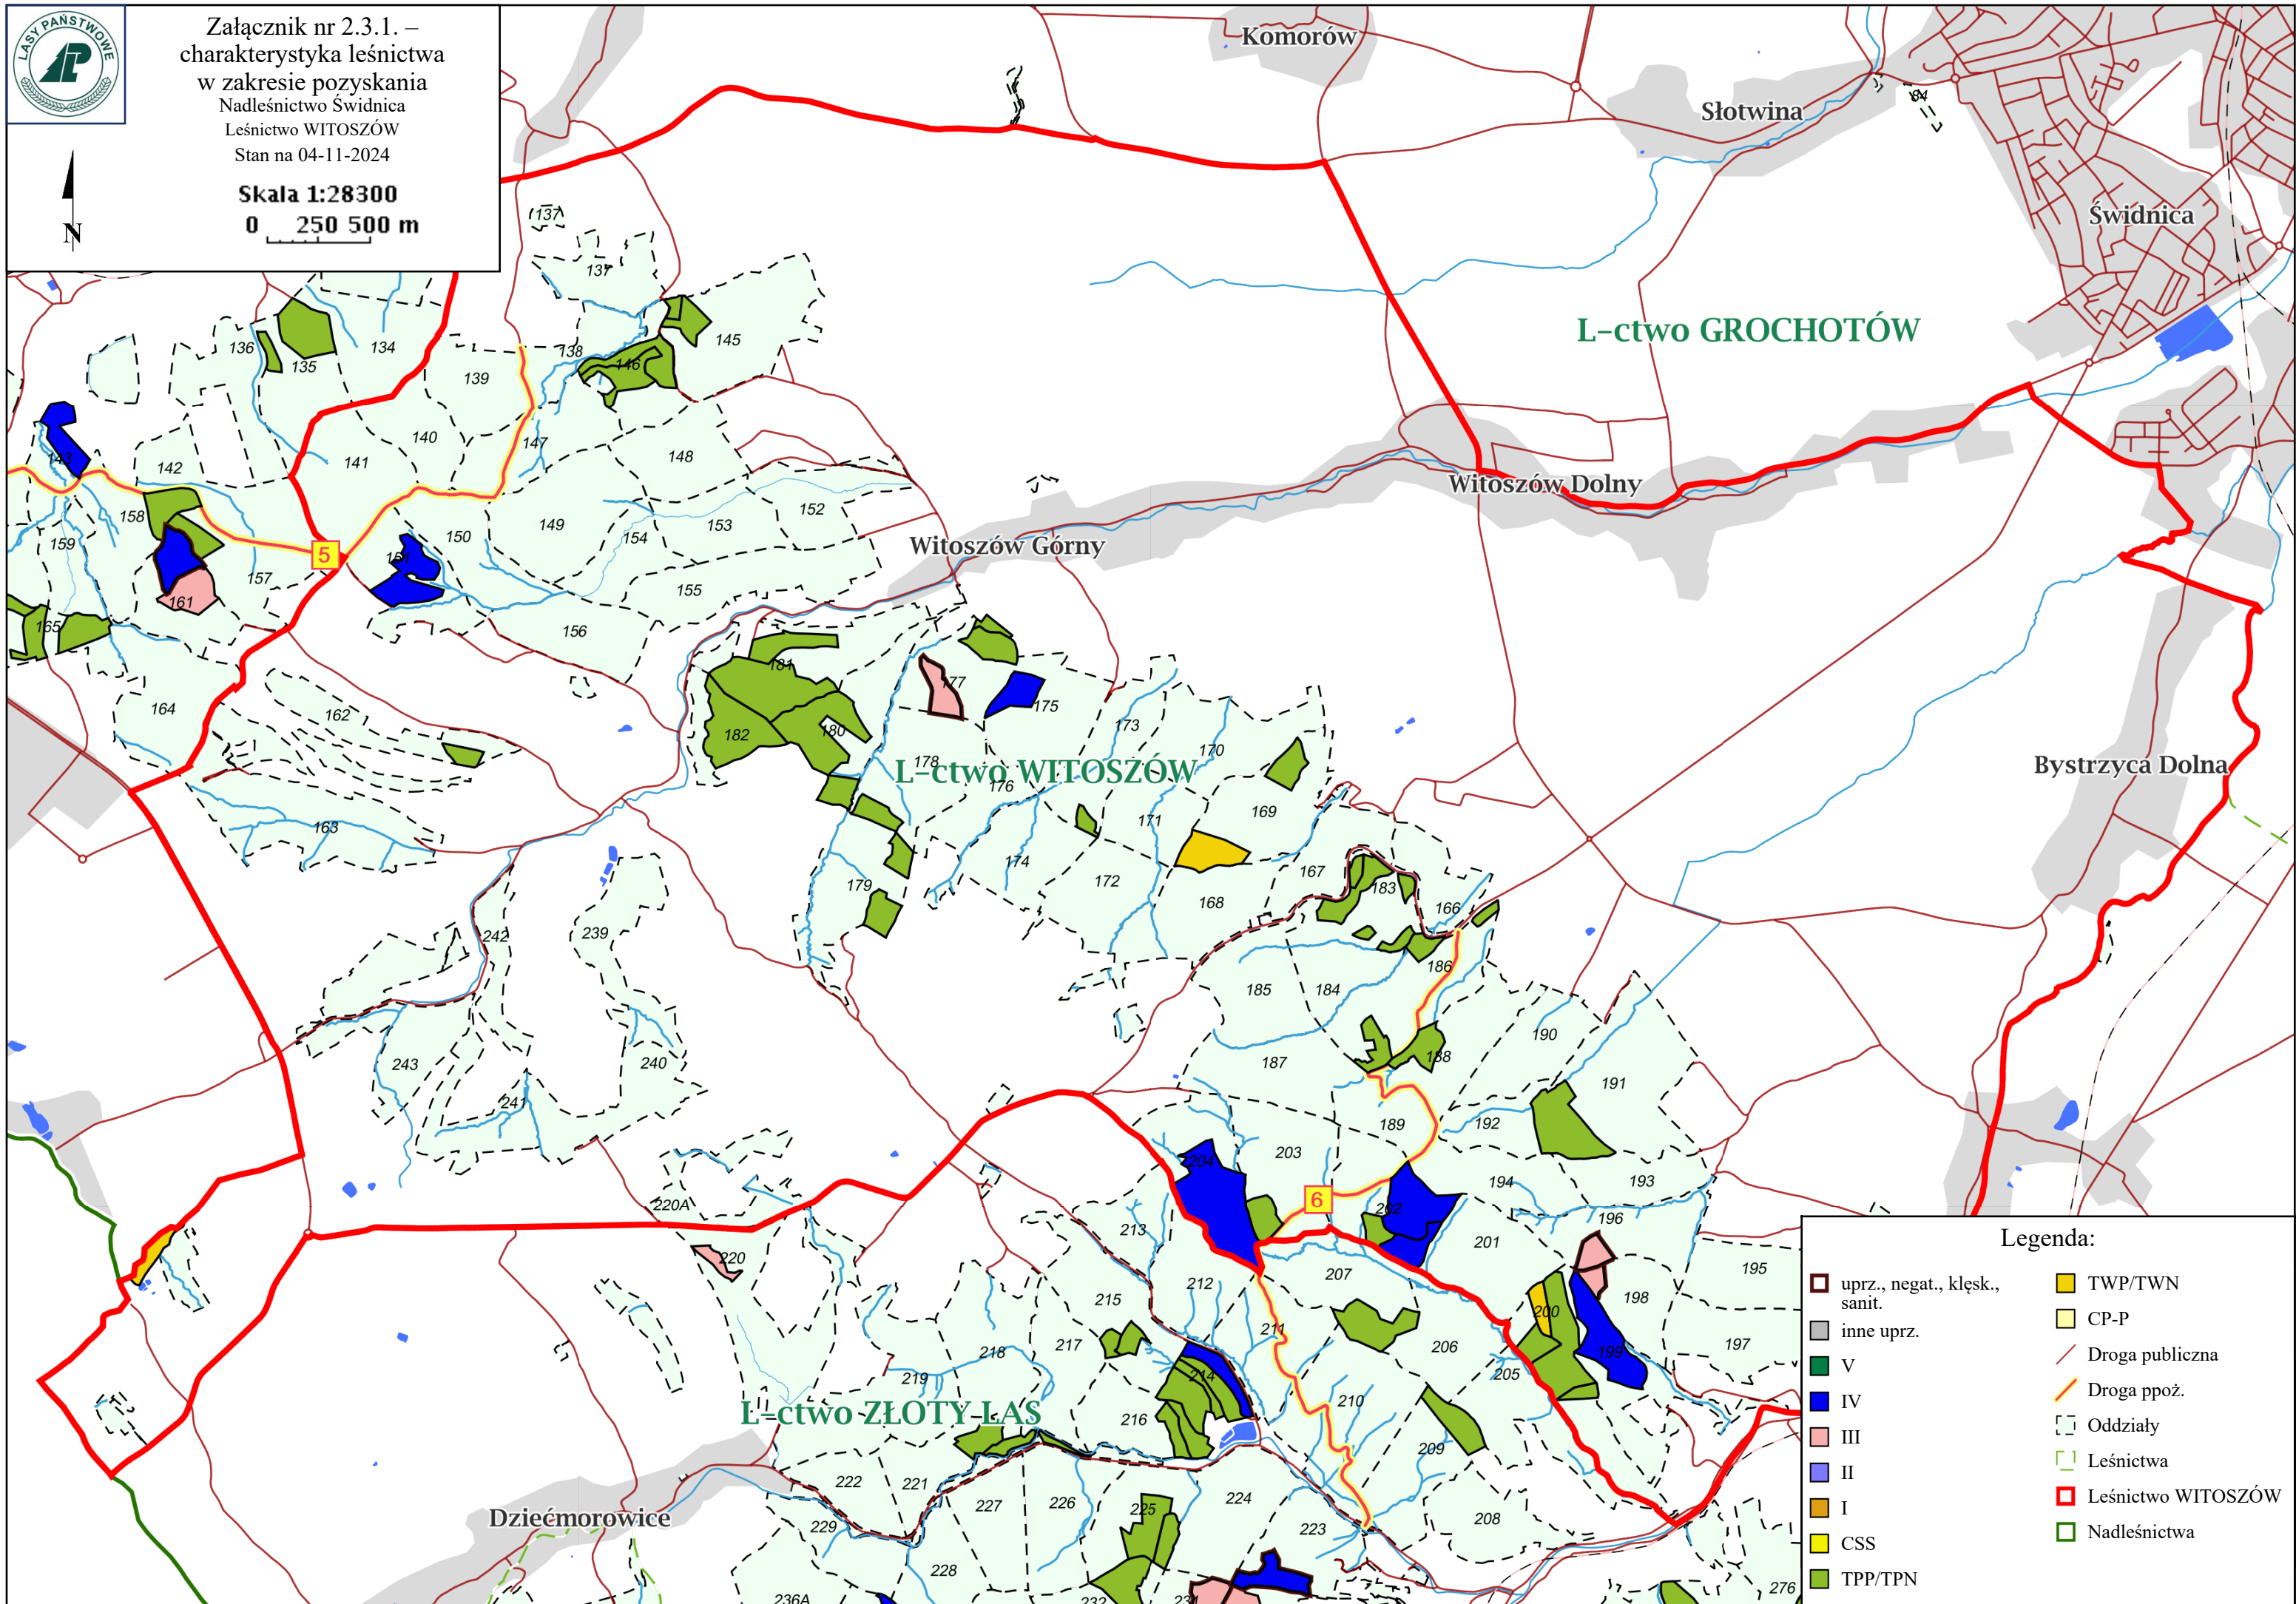 LASY PAŃSTWOWE
Załącznik nr 2.3.1. –
charakterystyka leśnictwa
w zakresie pozyskania
Nadleśnictwo Świdnica
Leśnictwo WITOSZÓW
Stan na 04-11-2024
Skala 1:28300
0 250 500 m
N
Komorów
Słotwina
84
Świdnica
L-ctwo GROCHOTÓW
137
137
136
135
134
138
145
146
139
140
147
148
141
142
143
158
159
150
149
154
153
152
151
5
157
161
155
156
165
164
162
163
Witoszów Górny
Witoszów Dolny
Bystrzyca Dolna
181
182
180
177
175
178
L-ctwo WITOSZÓW
176
173
170
169
171
174
172
168
167
179
183
166
186
185
184
187
188
190
191
189
192
242
239
243
240
241
203
204
6
202
194
193
196
201
195
198
197
200
199
220A
220
213
212
207
215
211
206
205
217
218
219
214
216
210
209
L-ctwo ZŁOTY LAS
222
221
227
226
225
224
223
208
229
228
236A
232
231
276
Dziećmorowice
Legenda:
uprz., negat., klęsk.,
sanit.
inne uprz.
V
IV
III
II
I
CSS
TPP/TPN
TWP/TWN
CP-P
Droga publiczna
Droga ppoż.
Oddziały
Leśnictwa
Leśnictwo WITOSZÓW
Nadleśnictwa